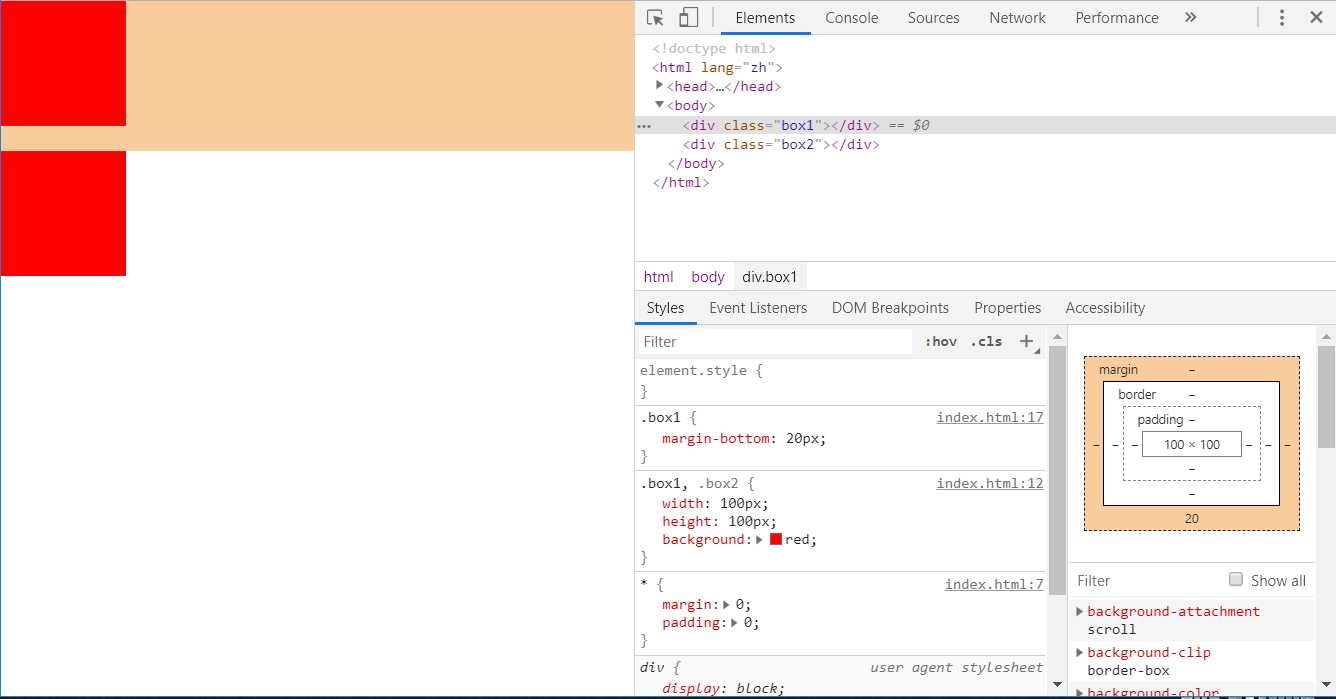 Elements Console Sources Network Performance »
<!doctype html>
<html lang="zh">
<head>…</head>
<body>
<div class="box1"></div> == $0
<div class="box2"></div>
</body>
</html>
html body div.box1
Styles Event Listeners DOM Breakpoints Properties Accessibility
Filter :hov .cls +
element.style {
}
.box1 { index.html:17
margin-bottom: 20px;
}
.box1, .box2 { index.html:12
width: 100px;
height: 100px;
background: red;
}
* { index.html:7
margin: 0;
padding: 0;
}
div { user agent stylesheet
display: block;
margin –
border –
padding –
– – – 100 × 100 – – –
–
–
20
Filter Show all
background-attachment
scroll
background-clip
border-box
background-color